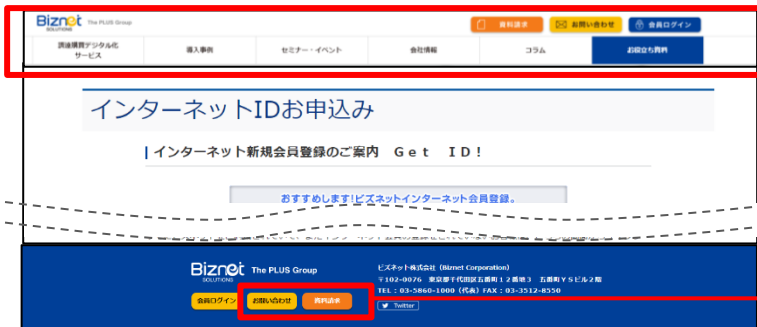 Biznet The PLUS Group
SOLUTIONS
資料請求 お問い合わせ 会員ログイン
調達購買デジタル化
サービス
導入事例 セミナー・イベント 会社情報 コラム お役立ち資料
インターネットIDお申込み
インターネット新規会員登録のご案内 Get ID!
おすすめします!ビズネットインターネット会員登録。
Biznet The PLUS Group
SOLUTIONS
会員ログイン お問い合わせ 資料請求
ビズネット株式会社 (Biznet Corporation)
〒102-0076 東京都千代田区五番町12番地3 五番町YSビル2階
TEL : 03-5860-1000 (代表) FAX : 03-3512-8550
Twitter